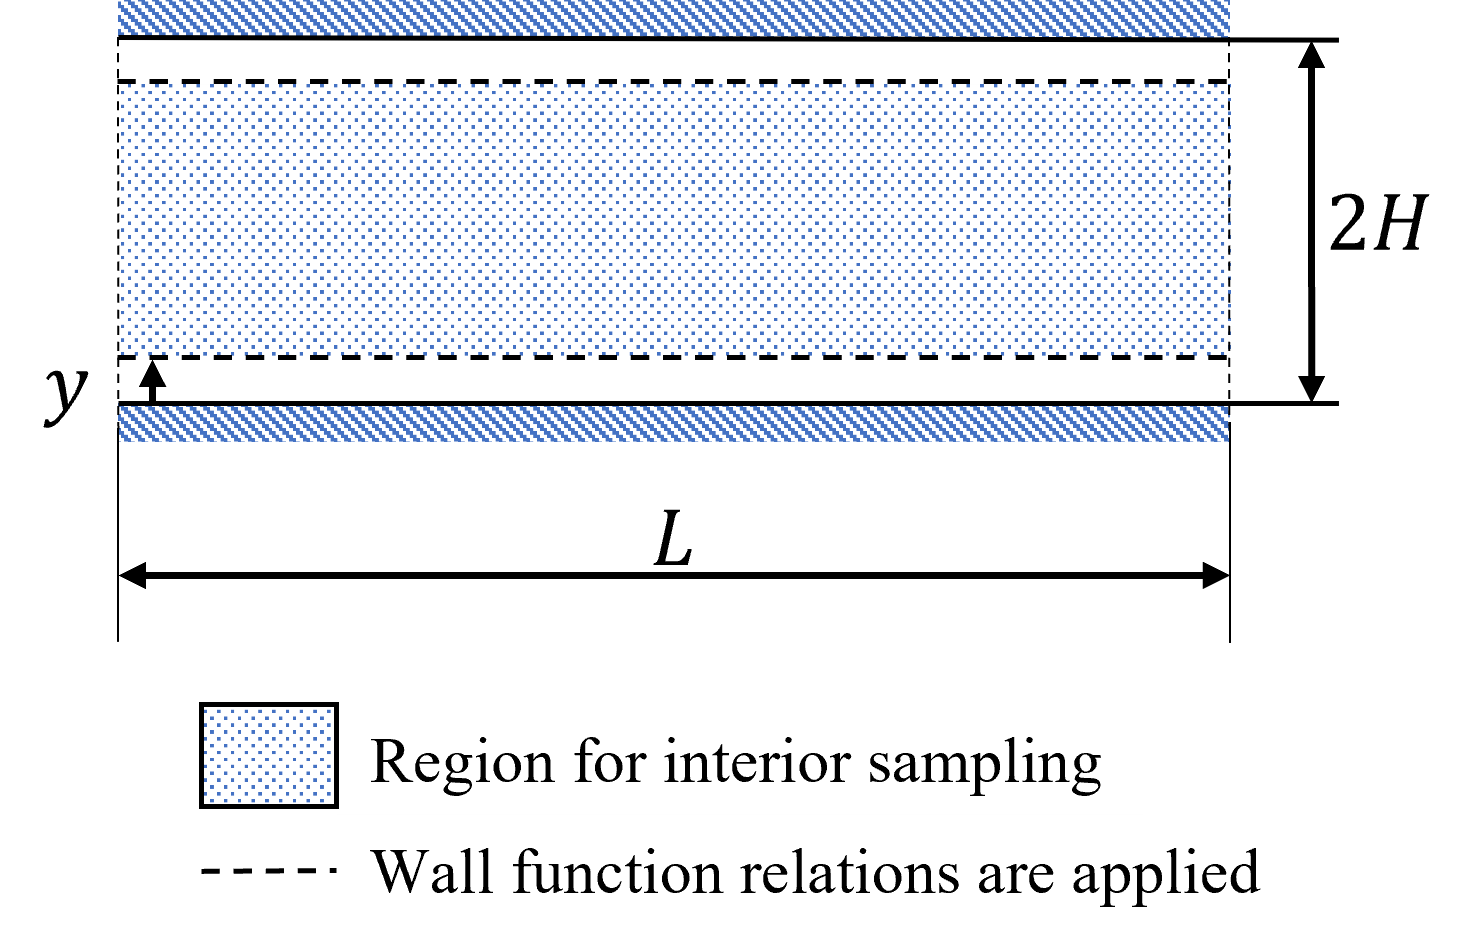 2H
y
L
Region for interior sampling
Wall function relations are applied